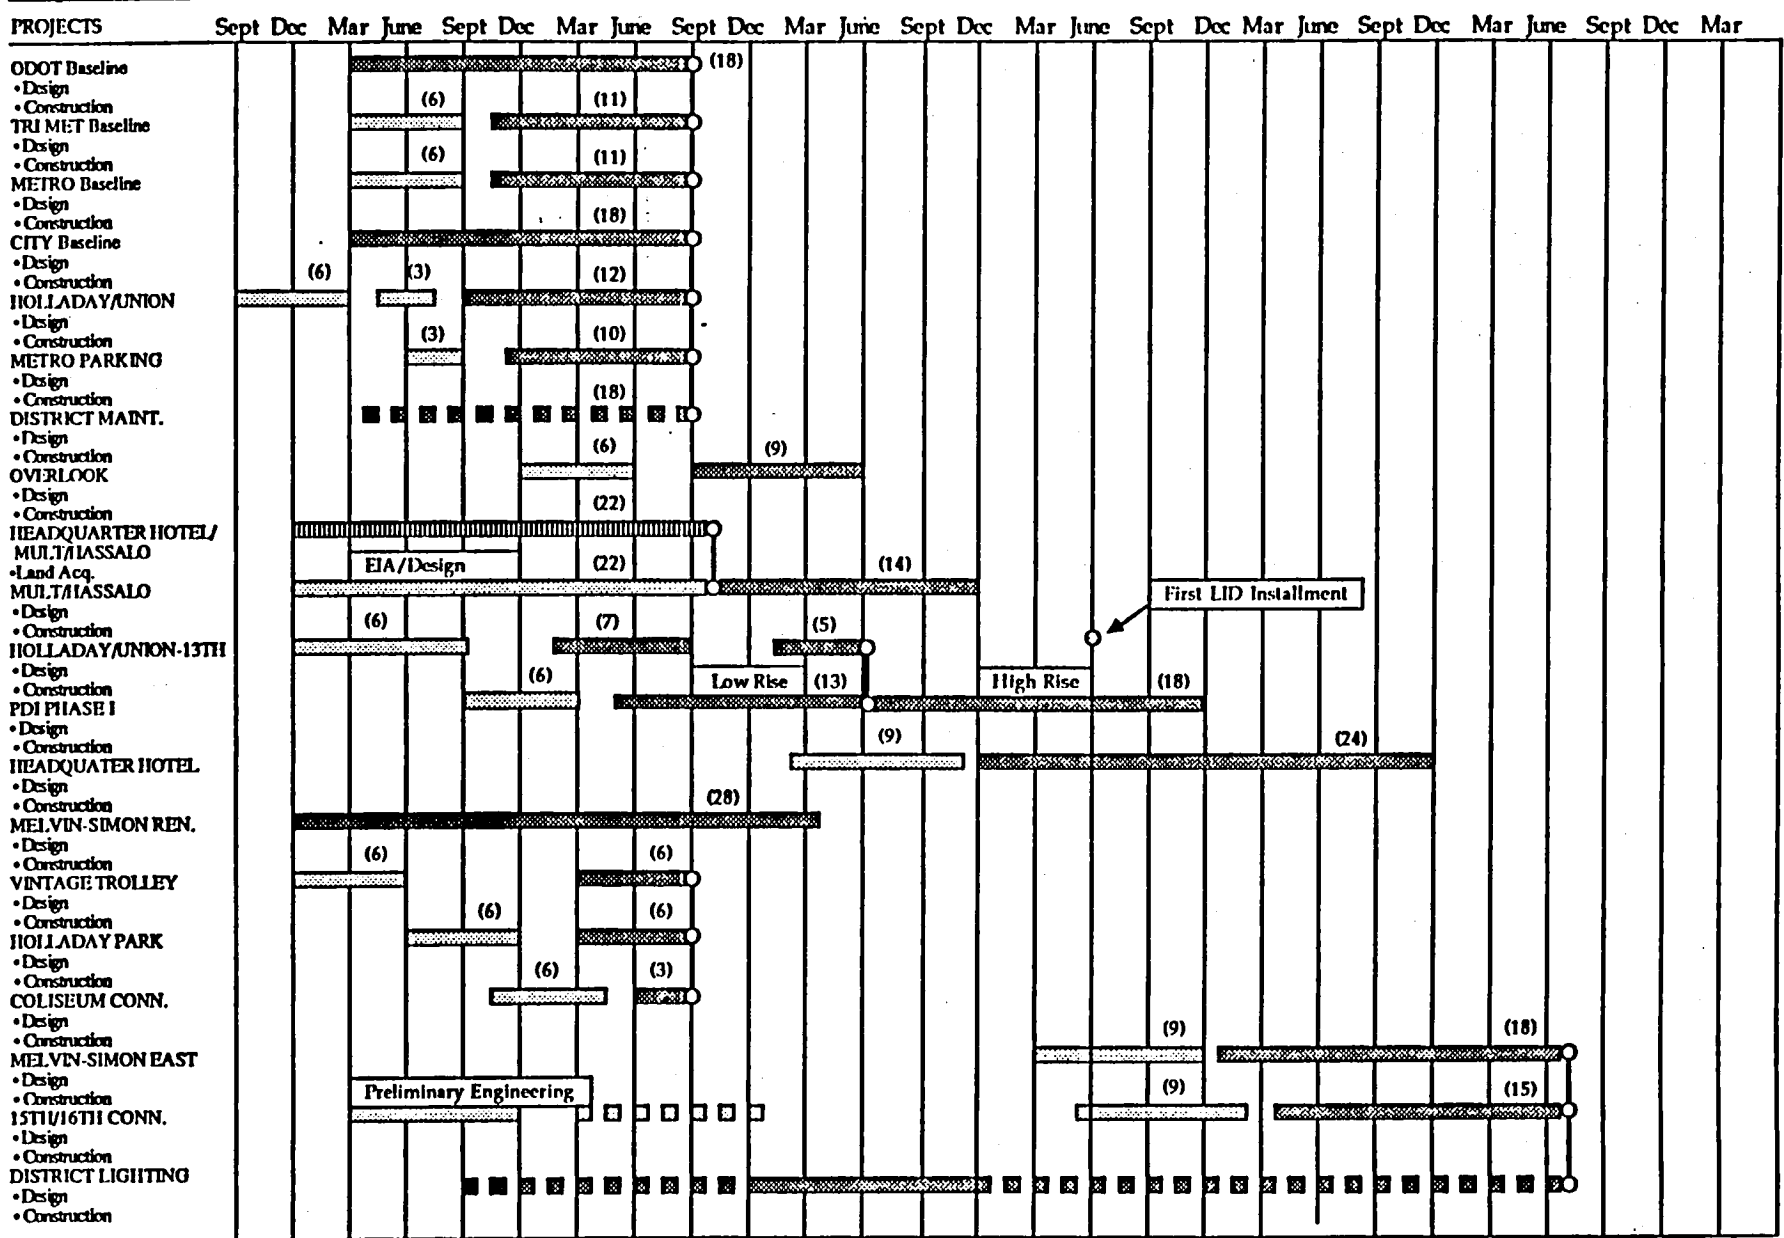 PROJECTS Sept Dec Mar June Sept Dec Mar June Sept Dec Mar June Sept Dec Mar June Sept Dec Mar June Sept Dec Mar June Sept Dec Mar
ODOT Baseline (18)
• Design
• Construction (6) (11)
TRI MET Baseline
• Design
• Construction (6) (11)
METRO Baseline
• Design
• Construction (18)
CITY Baseline
• Design
• Construction (6) (3) (12)
HOLLADAY/UNION
• Design
• Construction (3) (10)
METRO PARKING
• Design
• Construction (18)
DISTRICT MAINT.
• Design
• Construction (6) (9)
OVERLOOK
• Design
• Construction (22)
HEADQUARTER HOTEL/
MULT/HASSALO
•Land Acq. EIA/Design (22) (14)
MULT/HASSALO First LID Installment
• Design
• Construction (6) (7) (5)
HOLLADAY/UNION-13TH
• Design
• Construction (6) Low Rise (13) High Rise (18)
PDI PHASE I
• Design
• Construction (9) (24)
HEADQUATER HOTEL
• Design
• Construction (28)
MELVIN-SIMON REN.
• Design
• Construction (6) (6)
VINTAGE TROLLEY
• Design
• Construction (6) (6)
HOLLADAY PARK
• Design
• Construction (6) (3)
COLISEUM CONN.
• Design
• Construction (9) (18)
MELVIN-SIMON EAST
• Design
• Construction Preliminary Engineering (9) (15)
15TH/16TH CONN.
• Design
• Construction
DISTRICT LIGHTING
• Design
• Construction